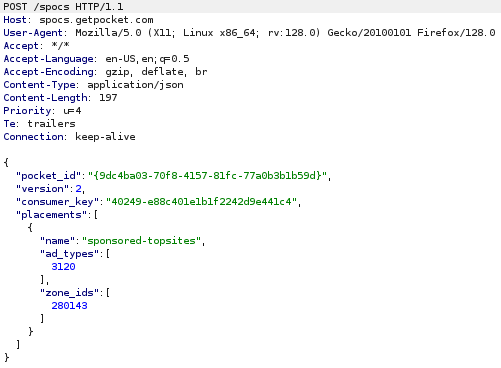 POST /spocs HTTP/1.1
Host: spocs.getpocket.com
User-Agent: Mozilla/5.0 (X11; Linux x86_64; rv:128.0) Gecko/20100101 Firefox/128.0
Accept: */*
Accept-Language: en-US,en;q=0.5
Accept-Encoding: gzip, deflate, br
Content-Type: application/json
Content-Length: 197
Priority: u=4
Te: trailers
Connection: keep-alive

{
  "pocket_id":"{9dc4ba03-70f8-4157-81fc-77a0b3b1b59d}",
  "version":2,
  "consumer_key":"40249-e88c401e1b1f2242d9e441c4",
  "placements":[
    {
      "name":"sponsored-topsites",
      "ad_types":[
        3120
      ],
      "zone_ids":[
        280143
      ]
    }
  ]
}